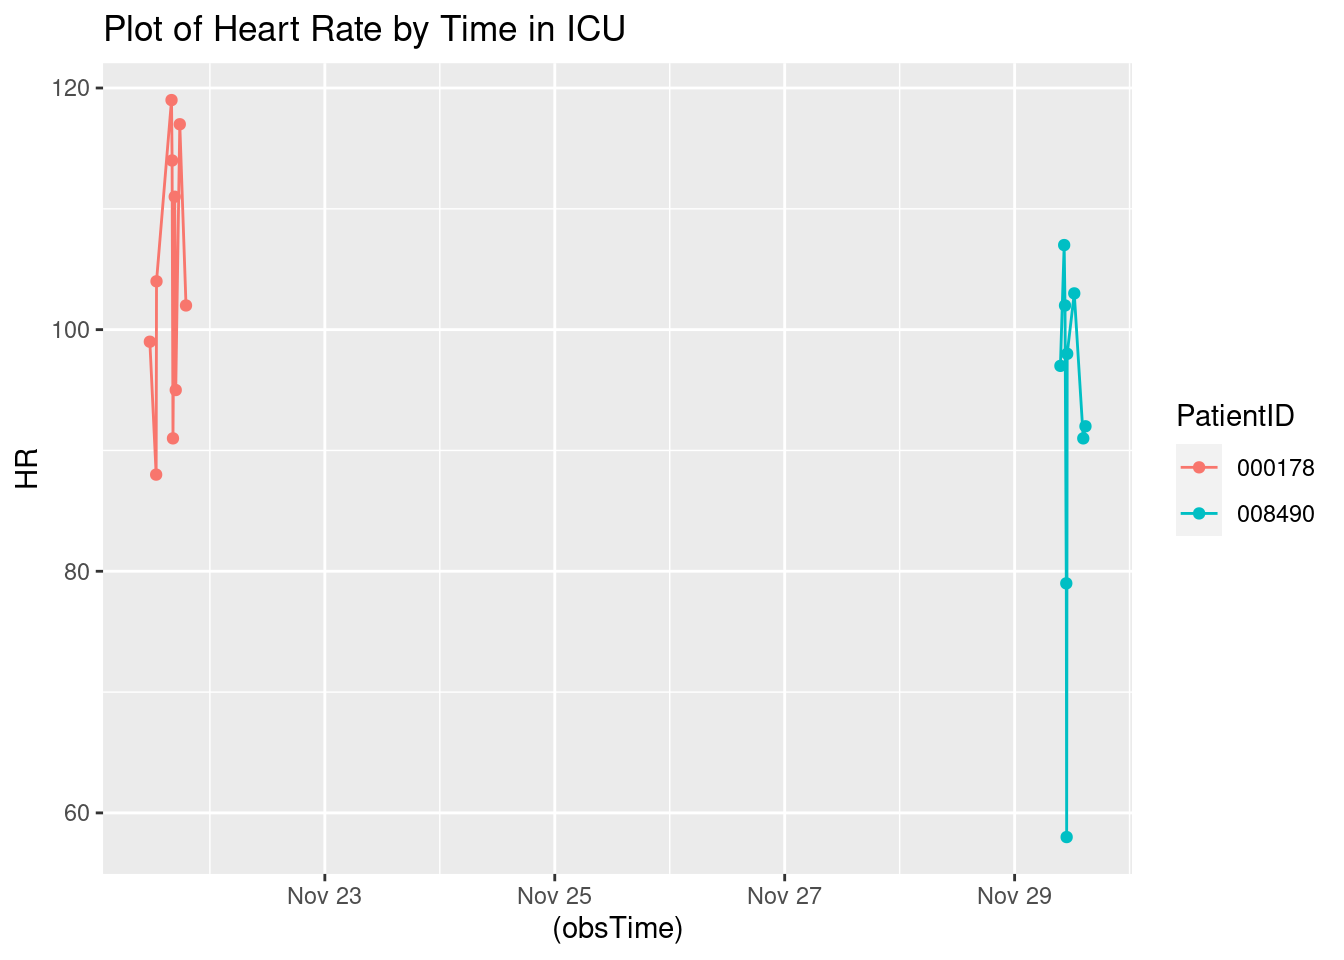 Plot of Heart Rate by Time in ICU
120
100
80
60
HR
Nov 23
Nov 25
Nov 27
Nov 29
(obsTime)
PatientID
000178
008490